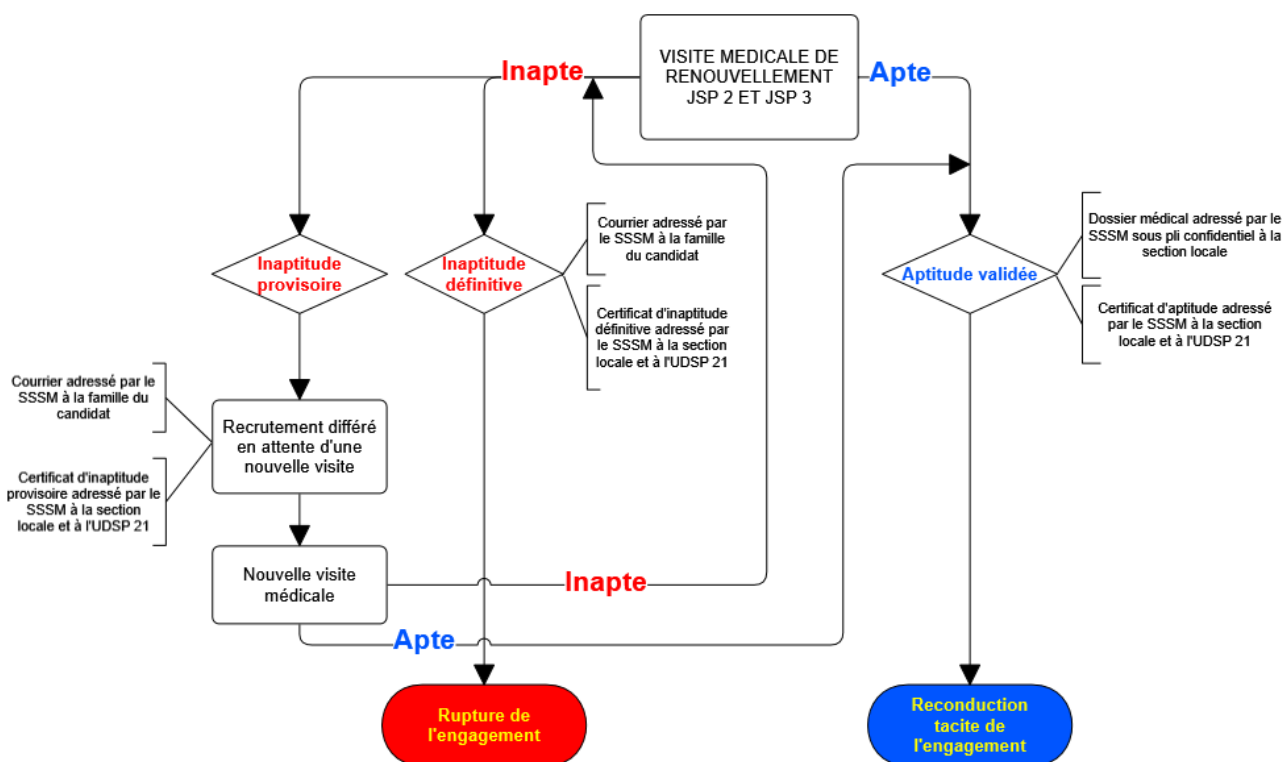 VISITE MEDICALE DE
RENOUVELLEMENT
JSP 2 ET JSP 3
Inapte
Apte
Inaptitude
provisoire
Inaptitude
définitive
Courrier adressé par
le SSSM à la famille
du candidat
Certificat d'inaptitude
définitive adressé par
le SSSM à la section
locale et à l'UDSP 21
Aptitude validée
Dossier médical adressé par le
SSSM sous pli confidentiel à la
section locale
Certificat d'aptitude adressé
par le SSSM à la section
locale et à l'UDSP 21
Courrier adressé par le
SSSM à la famille du
candidat
Certificat d'inaptitude
provisoire adressé par le
SSSM à la section
locale et à l'UDSP 21
Recrutement différé
en attente d'une
nouvelle visite
Nouvelle visite
médicale
Inapte
Apte
Rupture de
l'engagement
Reconduction
tacite de
l'engagement